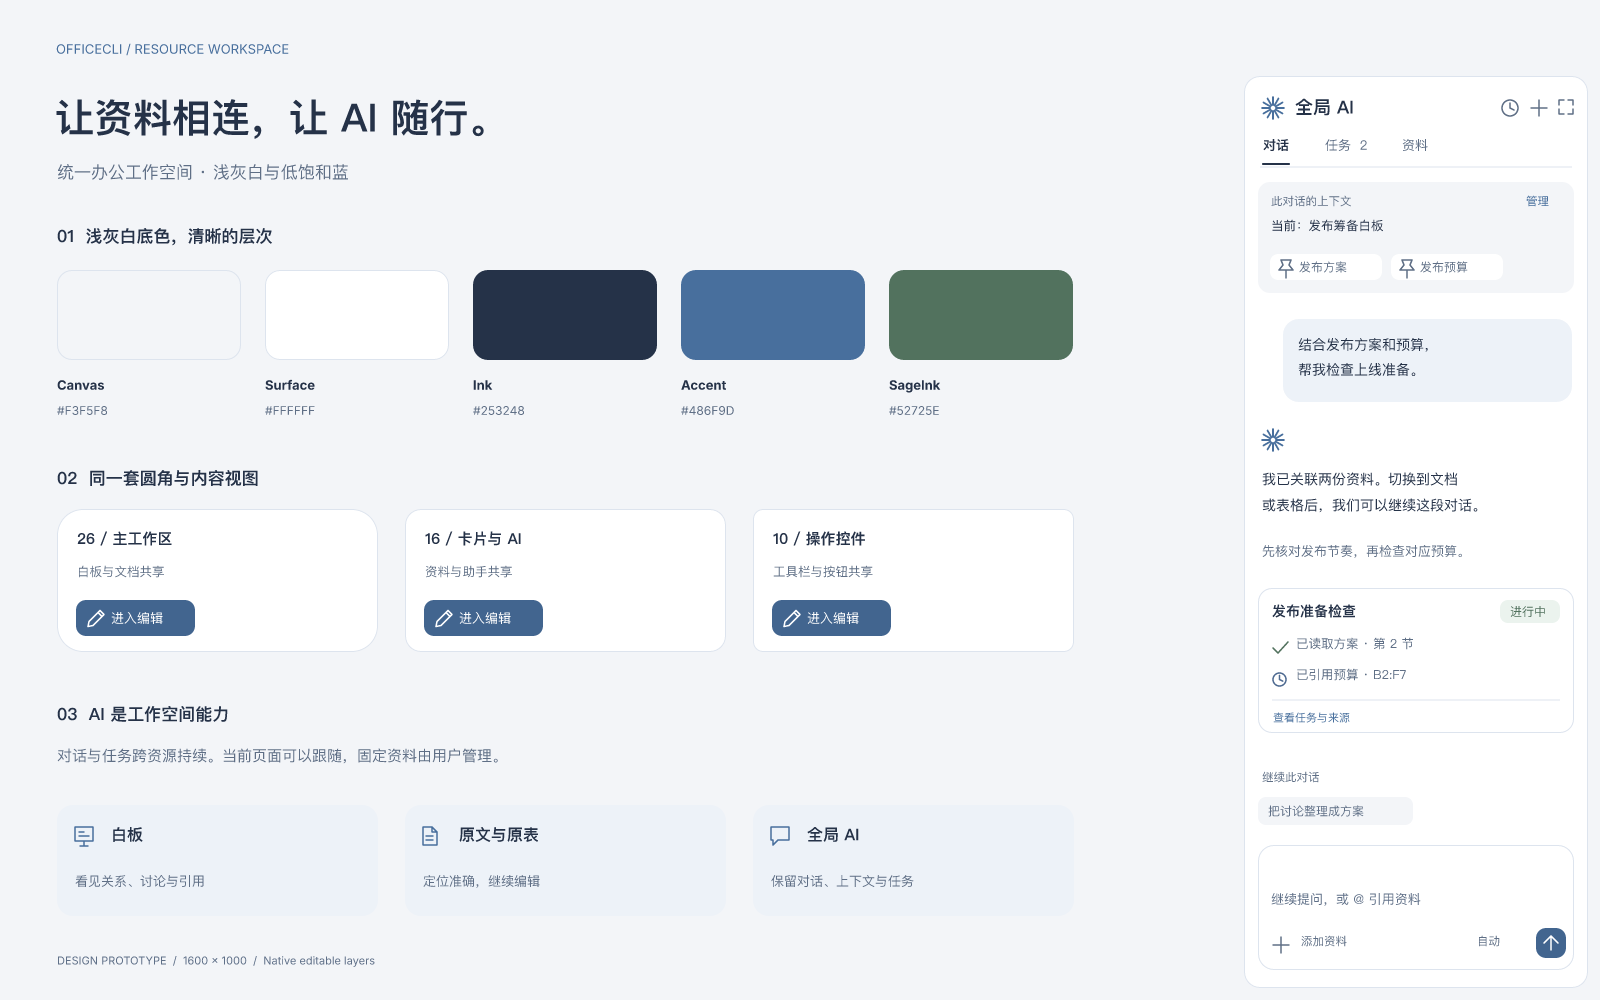 OFFICECLI / RESOURCE WORKSPACE
让资料相连，让 AI 随行。
统一办公工作空间 · 浅灰白与低饱和蓝
01 浅灰白底色，清晰的层次
Canvas
#F3F5F8
Surface
#FFFFFF
Ink
#253248
Accent
#486F9D
SageInk
#52725E
02 同一套圆角与内容视图
26 / 主工作区
白板与文档共享
进入编辑
16 / 卡片与 AI
资料与助手共享
进入编辑
10 / 操作控件
工具栏与按钮共享
进入编辑
03 AI 是工作空间能力
对话与任务跨资源持续。当前页面可以跟随，固定资料由用户管理。
白板
看见关系、讨论与引用
原文与原表
定位准确，继续编辑
全局 AI
保留对话、上下文与任务
DESIGN PROTOTYPE / 1600 × 1000 / Native editable layers
全局 AI
对话 任务 2 资料
此对话的上下文 管理
当前：发布筹备白板
发布方案 发布预算
结合发布方案和预算，
帮我检查上线准备。
我已关联两份资料。切换到文档
或表格后，我们可以继续这段对话。
先核对发布节奏，再检查对应预算。
发布准备检查 进行中
已读取方案 · 第 2 节
已引用预算 · B2:F7
查看任务与来源
继续此对话
把讨论整理成方案
继续提问，或 @ 引用资料
添加资料 自动